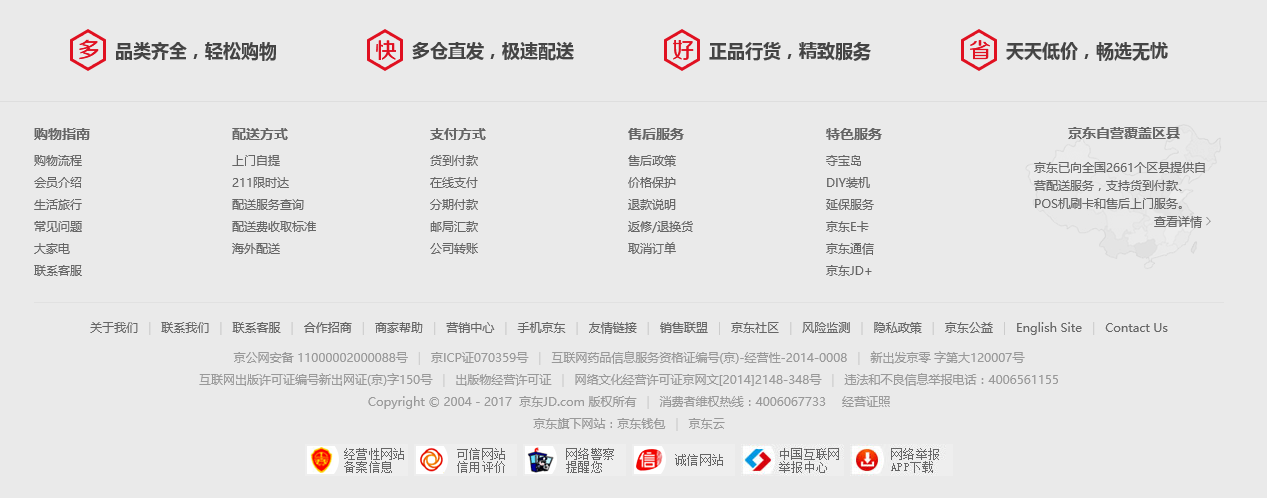 多 品类齐全，轻松购物
快 多仓直发，极速配送
好 正品行货，精致服务
省 天天低价，畅选无忧
购物指南
购物流程
会员介绍
生活旅行
常见问题
大家电
联系客服
配送方式
上门自提
211限时达
配送服务查询
配送费收取标准
海外配送
支付方式
货到付款
在线支付
分期付款
邮局汇款
公司转账
售后服务
售后政策
价格保护
退款说明
返修/退换货
取消订单
特色服务
夺宝岛
DIY装机
延保服务
京东E卡
京东通信
京东JD+
京东自营覆盖区县
京东已向全国2661个区县提供自
营配送服务，支持货到付款、
POS机刷卡和售后上门服务。
查看详情 >
关于我们 | 联系我们 | 联系客服 | 合作招商 | 商家帮助 | 营销中心 | 手机京东 | 友情链接 | 销售联盟 | 京东社区 | 风险监测 | 隐私政策 | 京东公益 | English Site | Contact Us
京公网安备 11000002000088号 | 京ICP证070359号 | 互联网药品信息服务资格证编号(京)-经营性-2014-0008 | 新出发京零 字第大120007号
互联网出版许可证编号新出网证(京)字150号 | 出版物经营许可证 | 网络文化经营许可证京网文[2014]2148-348号 | 违法和不良信息举报电话：4006561155
Copyright © 2004 - 2017 京东JD.com 版权所有 | 消费者维权热线：4006067733 经营证照
京东旗下网站：京东钱包 | 京东云
经营性网站
备案信息
可信网站
信用评价
网络警察
提醒您
诚信网站
中国互联网
举报中心
网络举报
APP下载